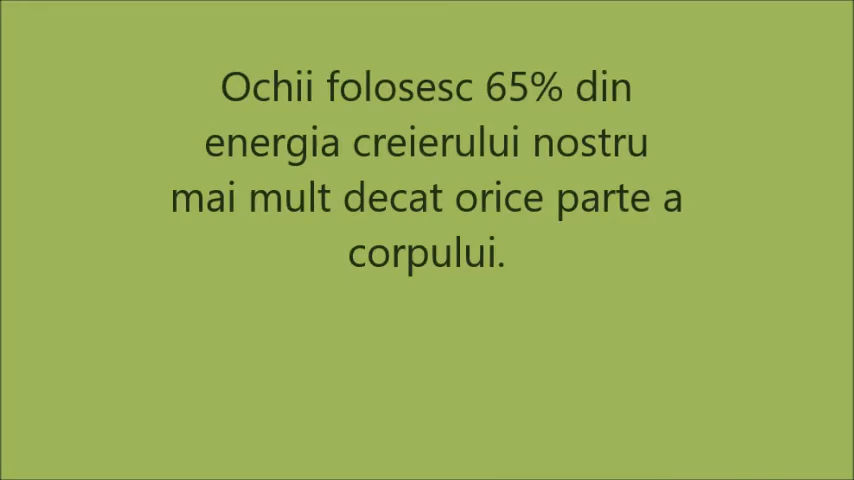 Ochii folosesc 65% din
energia creierului nostru
mai mult decat orice parte a
corpului.